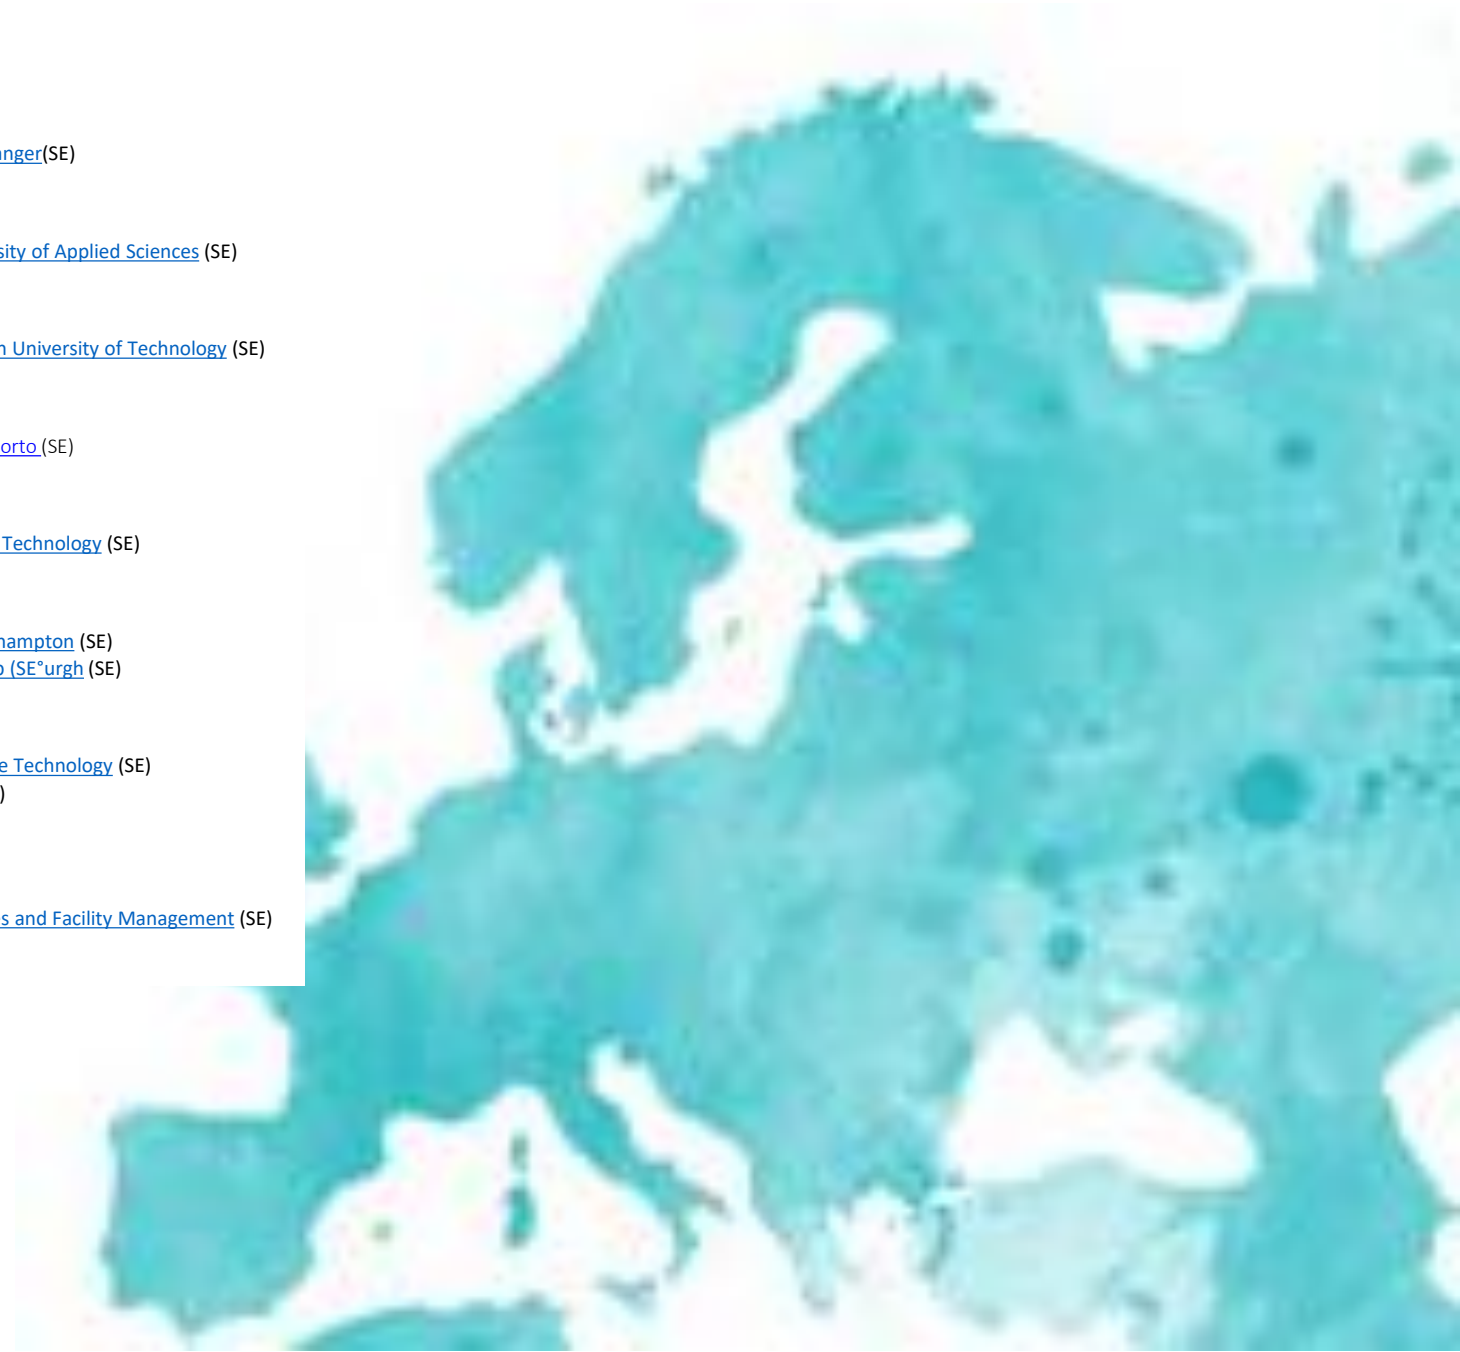 anger(SE)
sity of Applied Sciences (SE)
n University of Technology (SE)
orto (SE)
Technology (SE)
hampton (SE)
o (SE°urgh (SE)
e Technology (SE)
)
s and Facility Management (SE)